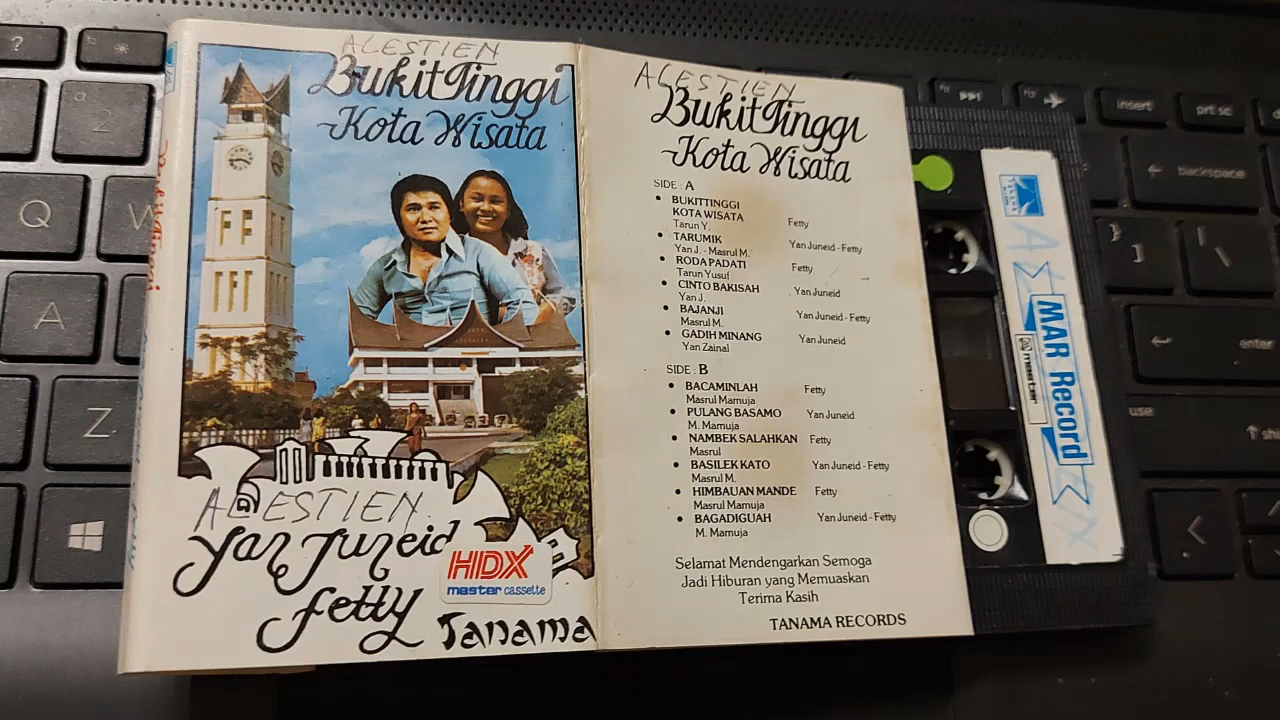 ALESTIEN
BukitTinggi
Kota Wisata
ALESTIEN
Yan Juneid
fetty
HDX
master cassette
Tanama
ALESTIEN
BukitTinggi
Kota Wisata
SIDE : A
BUKITTINGGI
KOTA WISATA Fetty
Tarun Y.
TARUMIK Yan Juneid - Fetty
Yan J. - Masrul M.
RODA PADATI Fetty
Tarun Yusuf
CINTO BAKISAH Yan Juneid
Yan J.
BAJANJI Yan Juneid - Fetty
Masrul M.
GADIH MINANG Yan Juneid
Yan Zainal
SIDE : B
BACAMINLAH Fetty
Masrul Mamuja
PULANG BASAMO Yan Juneid
M. Mamuja
NAMBEK SALAHKAN Fetty
Masrul
BASILEK KATO Yan Juneid - Fetty
Masrul M.
HIMBAUAN MANDE Fetty
Masrul Mamuja
BAGADIGUAH Yan Juneid - Fetty
M. Mamuja
Selamat Mendengarkan Semoga
Jadi Hiburan yang Memuaskan
Terima Kasih
TANAMA RECORDS
A
MAR Record
master
insert
prt sc
backspace
enter
use
shi
?
*
2
Q
W
A
Z